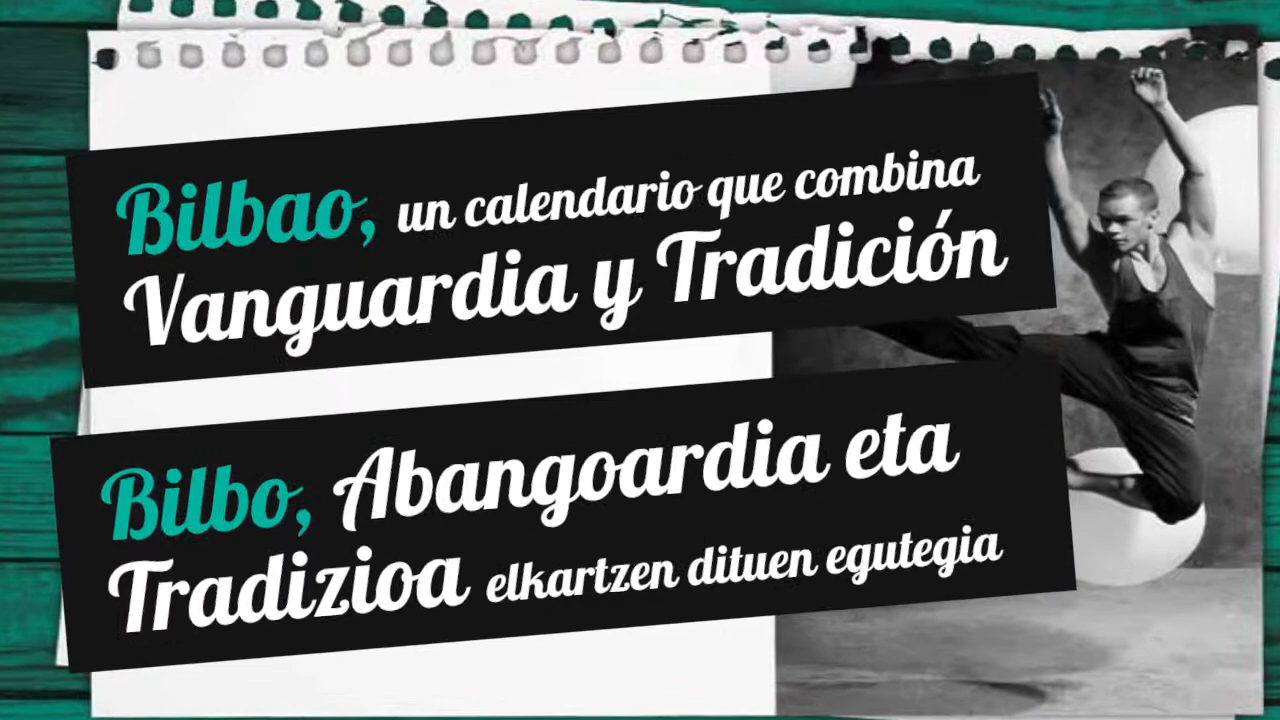 Bilbao, un calendario que combina
Vanguardia y Tradición
Bilbo, Abangoardia eta
Tradizioa elkartzen dituen egutegia